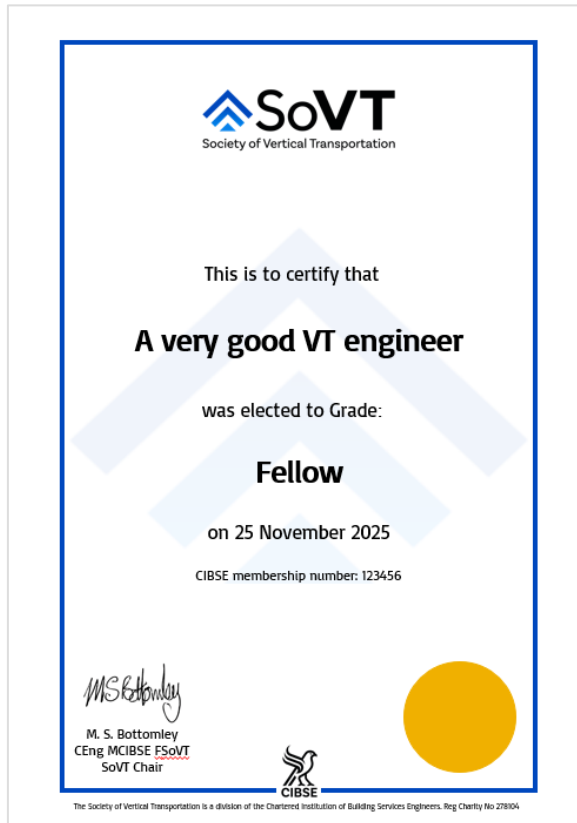 SoVT
Society of Vertical Transportation
This is to certify that
A very good VT engineer
was elected to Grade:
Fellow
on 25 November 2025
CIBSE membership number: 123456
MSBottomley
M. S. Bottomley
CEng MCIBSE FSoVT
SoVT Chair
CIBSE
The Society of Vertical Transportation is a division of the Chartered Institution of Building Services Engineers. Reg Charity No 278104